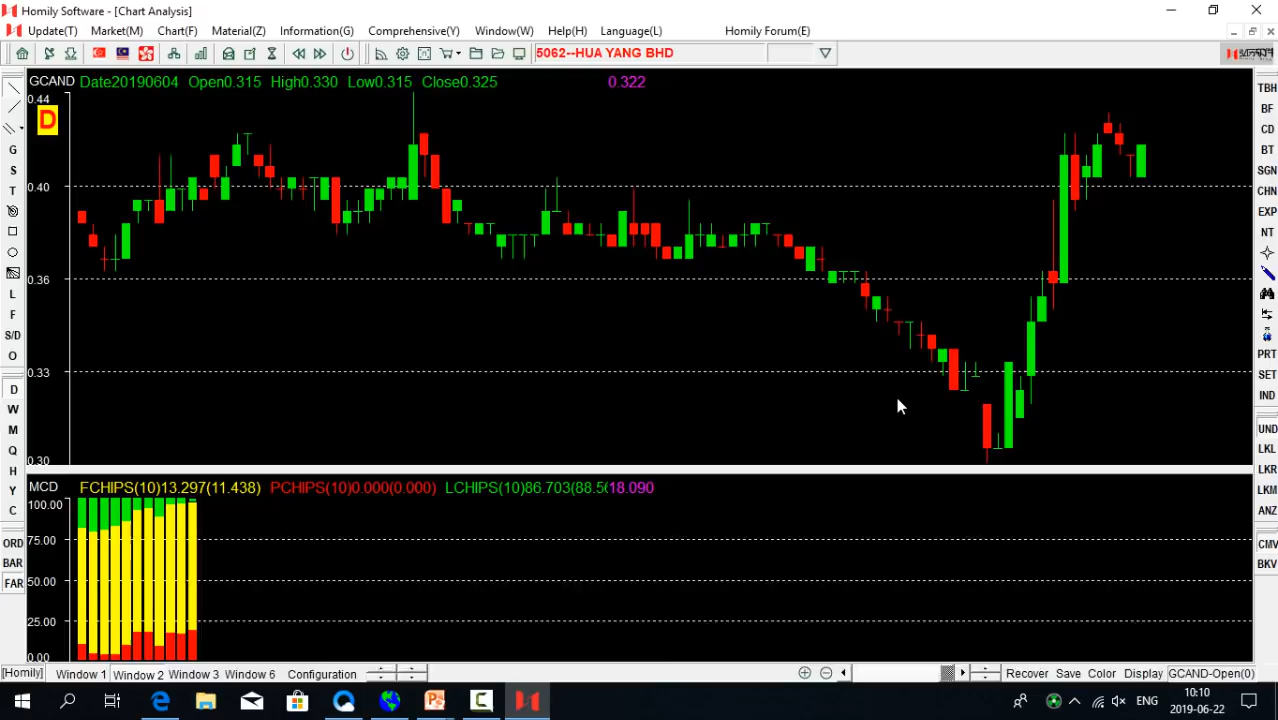 Homily Software - [Chart Analysis]
Update(T) Market(M) Chart(F) Material(Z) Information(G) Comprehensive(Y) Window(W) Help(H) Language(L) Homily Forum(E)
5062--HUA YANG BHD
GCAND Date20190604 Open0.315 High0.330 Low0.315 Close0.325 0.322
0.44
D
0.40
0.36
0.33
0.30
MCD FCHIPS(10)13.297(11.438) PCHIPS(10)0.000(0.000) LCHIPS(10)86.703(88.5 18.090
100.00
75.00
50.00
25.00
0.00
G
S
T
L
F
S/D
O
D
W
M
Q
H
Y
C
ORD
BAR
FAR
TBH
BF
CD
BT
SGN
CHN
EXP
NT
PRT
SET
IND
UND
LKL
LKR
LKM
ANZ
CMV
BKV
[Homily] Window 1 Window 2 Window 3 Window 6 Configuration Recover Save Color Display GCAND-Open(0)
ENG 10:10
2019-06-22